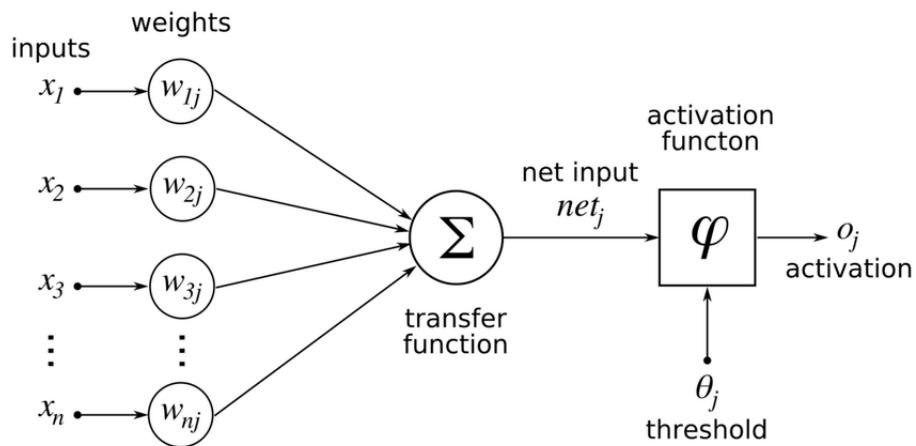 weights
inputs
x1
w1j
x2
w2j
x3
w3j
⋮
⋮
xn
wnj
Σ
transfer
function
net input
netj
activation
functon
φ
oj
activation
θj
threshold